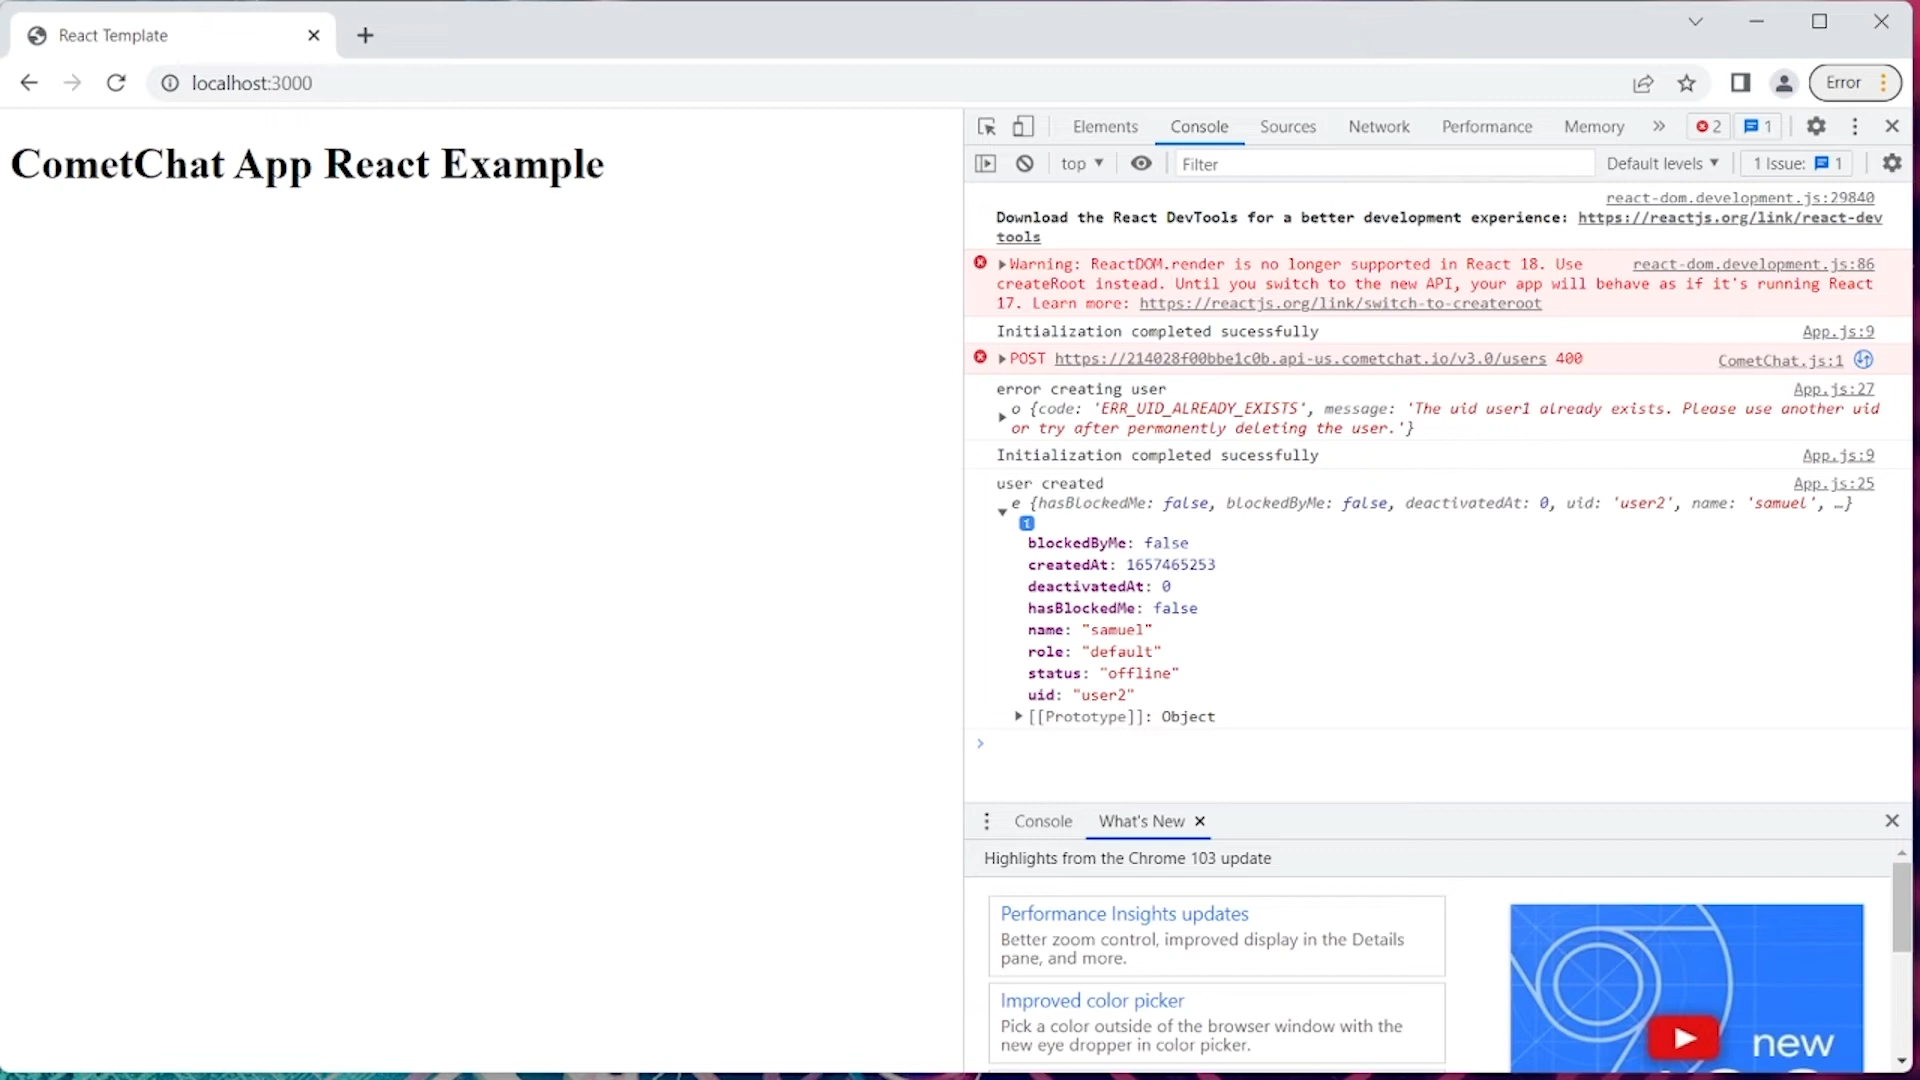 React Template
localhost:3000
Error
CometChat App React Example
Elements Console Sources Network Performance Memory » 2 1
top Filter Default levels 1 Issue: 1
react-dom.development.js:29840
Download the React DevTools for a better development experience: https://reactjs.org/link/react-dev
tools
Warning: ReactDOM.render is no longer supported in React 18. Use react-dom.development.js:86
createRoot instead. Until you switch to the new API, your app will behave as if it's running React
17. Learn more: https://reactjs.org/link/switch-to-createroot
Initialization completed sucessfully App.js:9
POST https://214028f00bbe1c0b.api-us.cometchat.io/v3.0/users 400 CometChat.js:1
error creating user App.js:27
o {code: 'ERR_UID_ALREADY_EXISTS', message: 'The uid user1 already exists. Please use another uid
or try after permanently deleting the user.'}
Initialization completed sucessfully App.js:9
user created App.js:25
e {hasBlockedMe: false, blockedByMe: false, deactivatedAt: 0, uid: 'user2', name: 'samuel', …}
i
blockedByMe: false
createdAt: 1657465253
deactivatedAt: 0
hasBlockedMe: false
name: "samuel"
role: "default"
status: "offline"
uid: "user2"
[[Prototype]]: Object
Console What's New
Highlights from the Chrome 103 update
Performance Insights updates
Better zoom control, improved display in the Details
pane, and more.
Improved color picker
Pick a color outside of the browser window with the
new eye dropper in color picker.
new